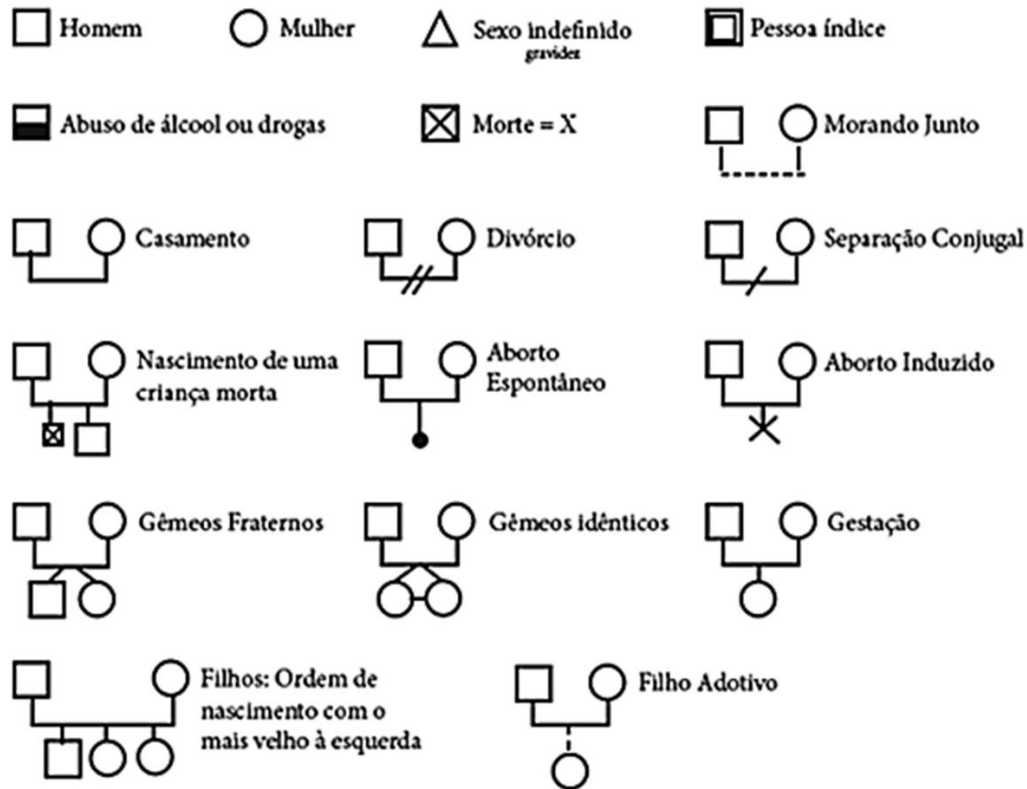 Homem
Mulher
Sexo indefinido
gravidez
Pessoa índice
Abuso de álcool ou drogas
Morte = X
Morando Junto
Casamento
Divórcio
Separação Conjugal
Nascimento de uma
criança morta
Aborto
Espontâneo
Aborto Induzido
Gêmeos Fraternos
Gêmeos idênticos
Gestação
Filhos: Ordem de
nascimento com o
mais velho à esquerda
Filho Adotivo